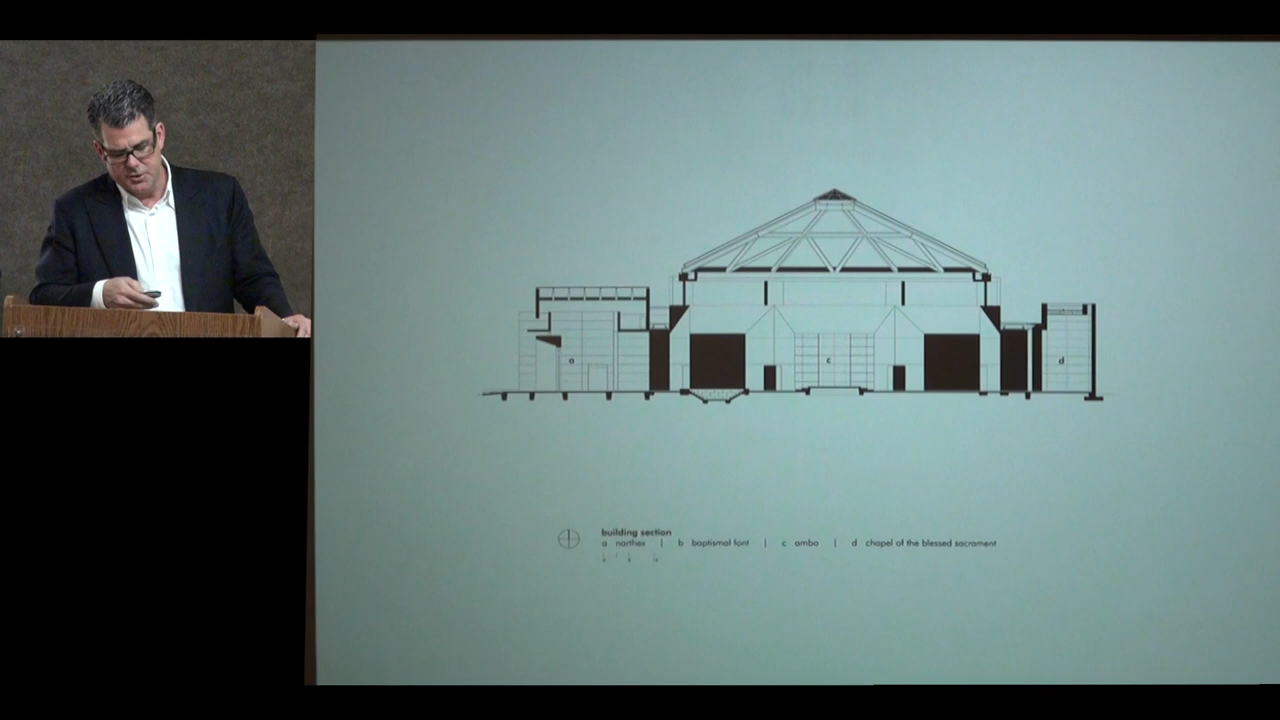 a
c
d
building section
a narthex | b baptismal font | c ambo | d chapel of the blessed sacrament